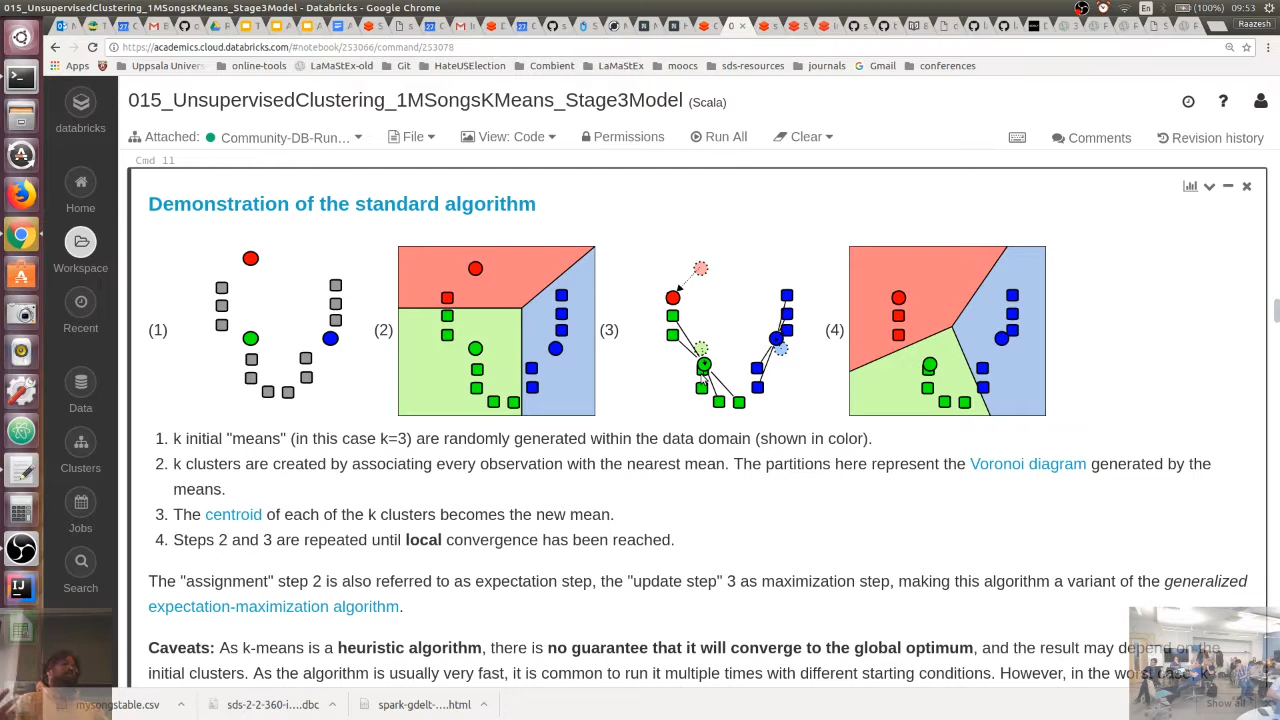 015_UnsupervisedClustering_1MSongsKMeans_Stage3Model - Databricks - Google Chrome
En (100%) 09:53
Raazesh
https://academics.cloud.databricks.com/#notebook/253066/command/253078
Apps Uppsala Univers online-tools LaMaStEx-old Git HateUSElection Combient LaMaStEx moocs sds-resources journals Gmail conferences
015_UnsupervisedClustering_1MSongsKMeans_Stage3Model (Scala)
databricks
Attached: Community-DB-Run… File View: Code Permissions Run All Clear Comments Revision history
Cmd 11
Home
Workspace
Recent
Data
Clusters
Jobs
Search
Demonstration of the standard algorithm
(1) (2) (3) (4)
1. k initial "means" (in this case k=3) are randomly generated within the data domain (shown in color).
2. k clusters are created by associating every observation with the nearest mean. The partitions here represent the Voronoi diagram generated by the
means.
3. The centroid of each of the k clusters becomes the new mean.
4. Steps 2 and 3 are repeated until local convergence has been reached.
The "assignment" step 2 is also referred to as expectation step, the "update step" 3 as maximization step, making this algorithm a variant of the generalized
expectation-maximization algorithm.
Caveats: As k-means is a heuristic algorithm, there is no guarantee that it will converge to the global optimum, and the result may depend on the
initial clusters. As the algorithm is usually very fast, it is common to run it multiple times with different starting conditions. However, in the worst case, k-
mysongstable.csv sds-2-2-360-i....dbc spark-gdelt-....html Show all